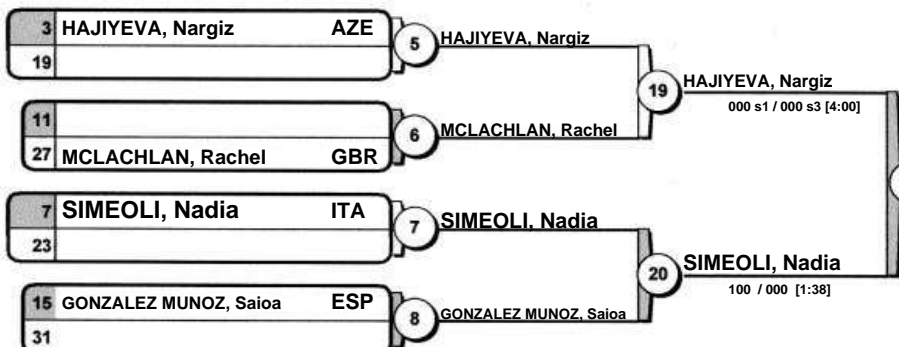 3 HAJIYEVA, Nargiz AZE
19
5
HAJIYEVA, Nargiz
11
27 MCLACHLAN, Rachel GBR
6
MCLACHLAN, Rachel
19
HAJIYEVA, Nargiz
000 s1 / 000 s3 [4:00]
7 SIMEOLI, Nadia ITA
23
7
SIMEOLI, Nadia
15 GONZALEZ MUNOZ, Saioa ESP
31
8
GONZALEZ MUNOZ, Saioa
20
SIMEOLI, Nadia
100 / 000 [1:38]